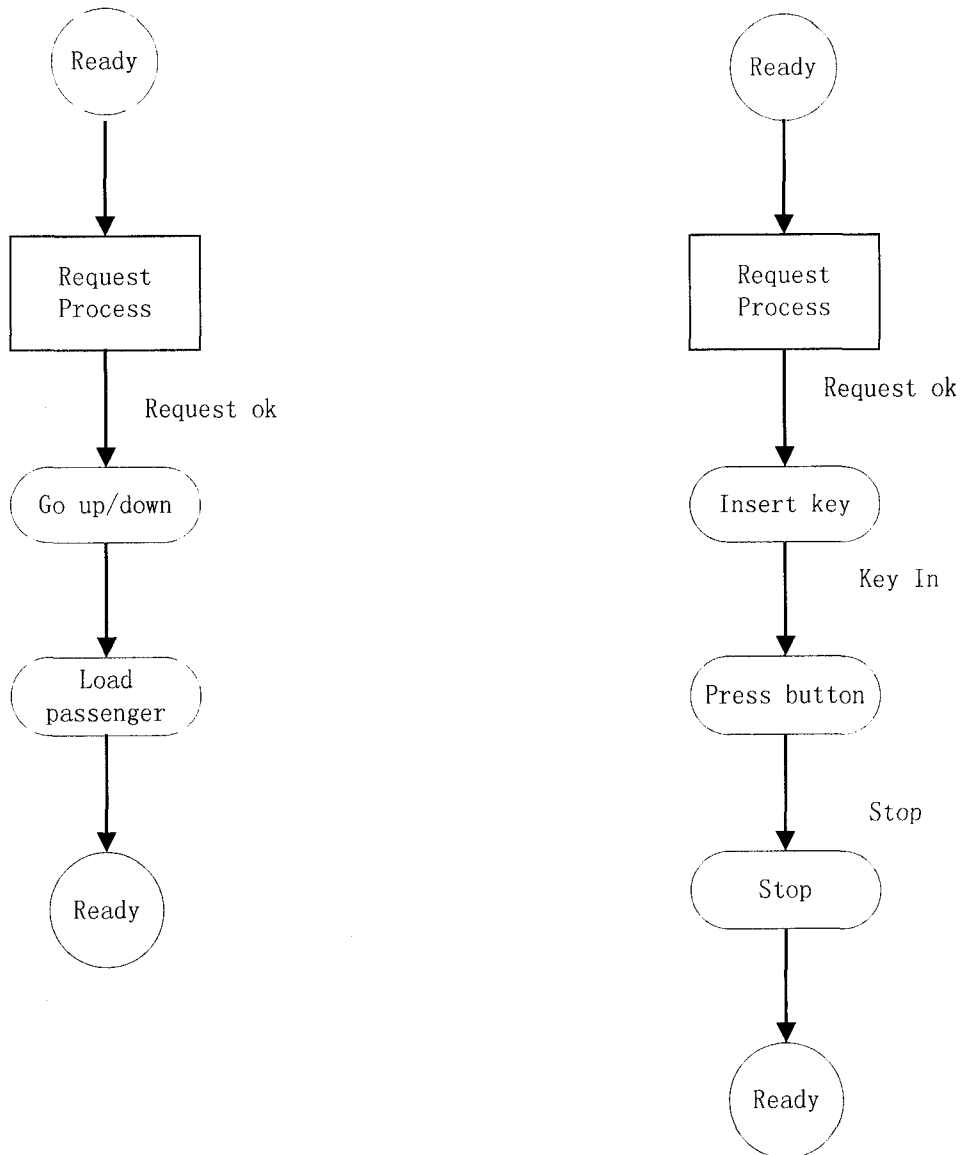 Ready
Request
Process
Request ok
Go up/down
Load
passenger
Ready
Ready
Request
Process
Request ok
Insert key
Key In
Press button
Stop
Stop
Ready